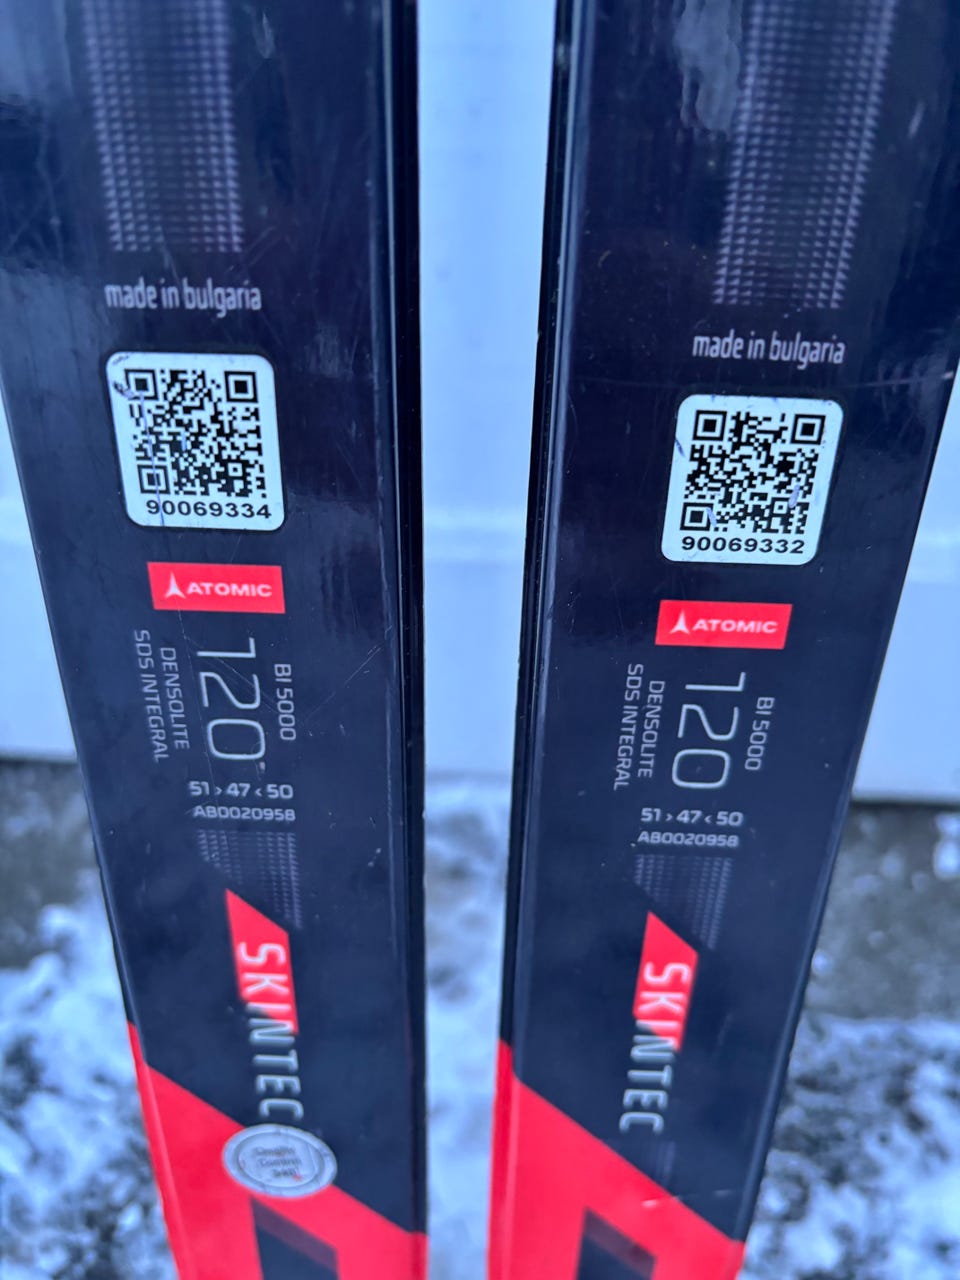 made in bulgaria
90069334
ATOMIC
BI 5000
120
DENSOLITE
SDS INTEGRAL
51 > 47 < 50
AB0020958
SKINTEC
made in bulgaria
90069332
ATOMIC
BI 5000
120
DENSOLITE
SDS INTEGRAL
51 > 47 < 50
AB0020958
SKINTEC